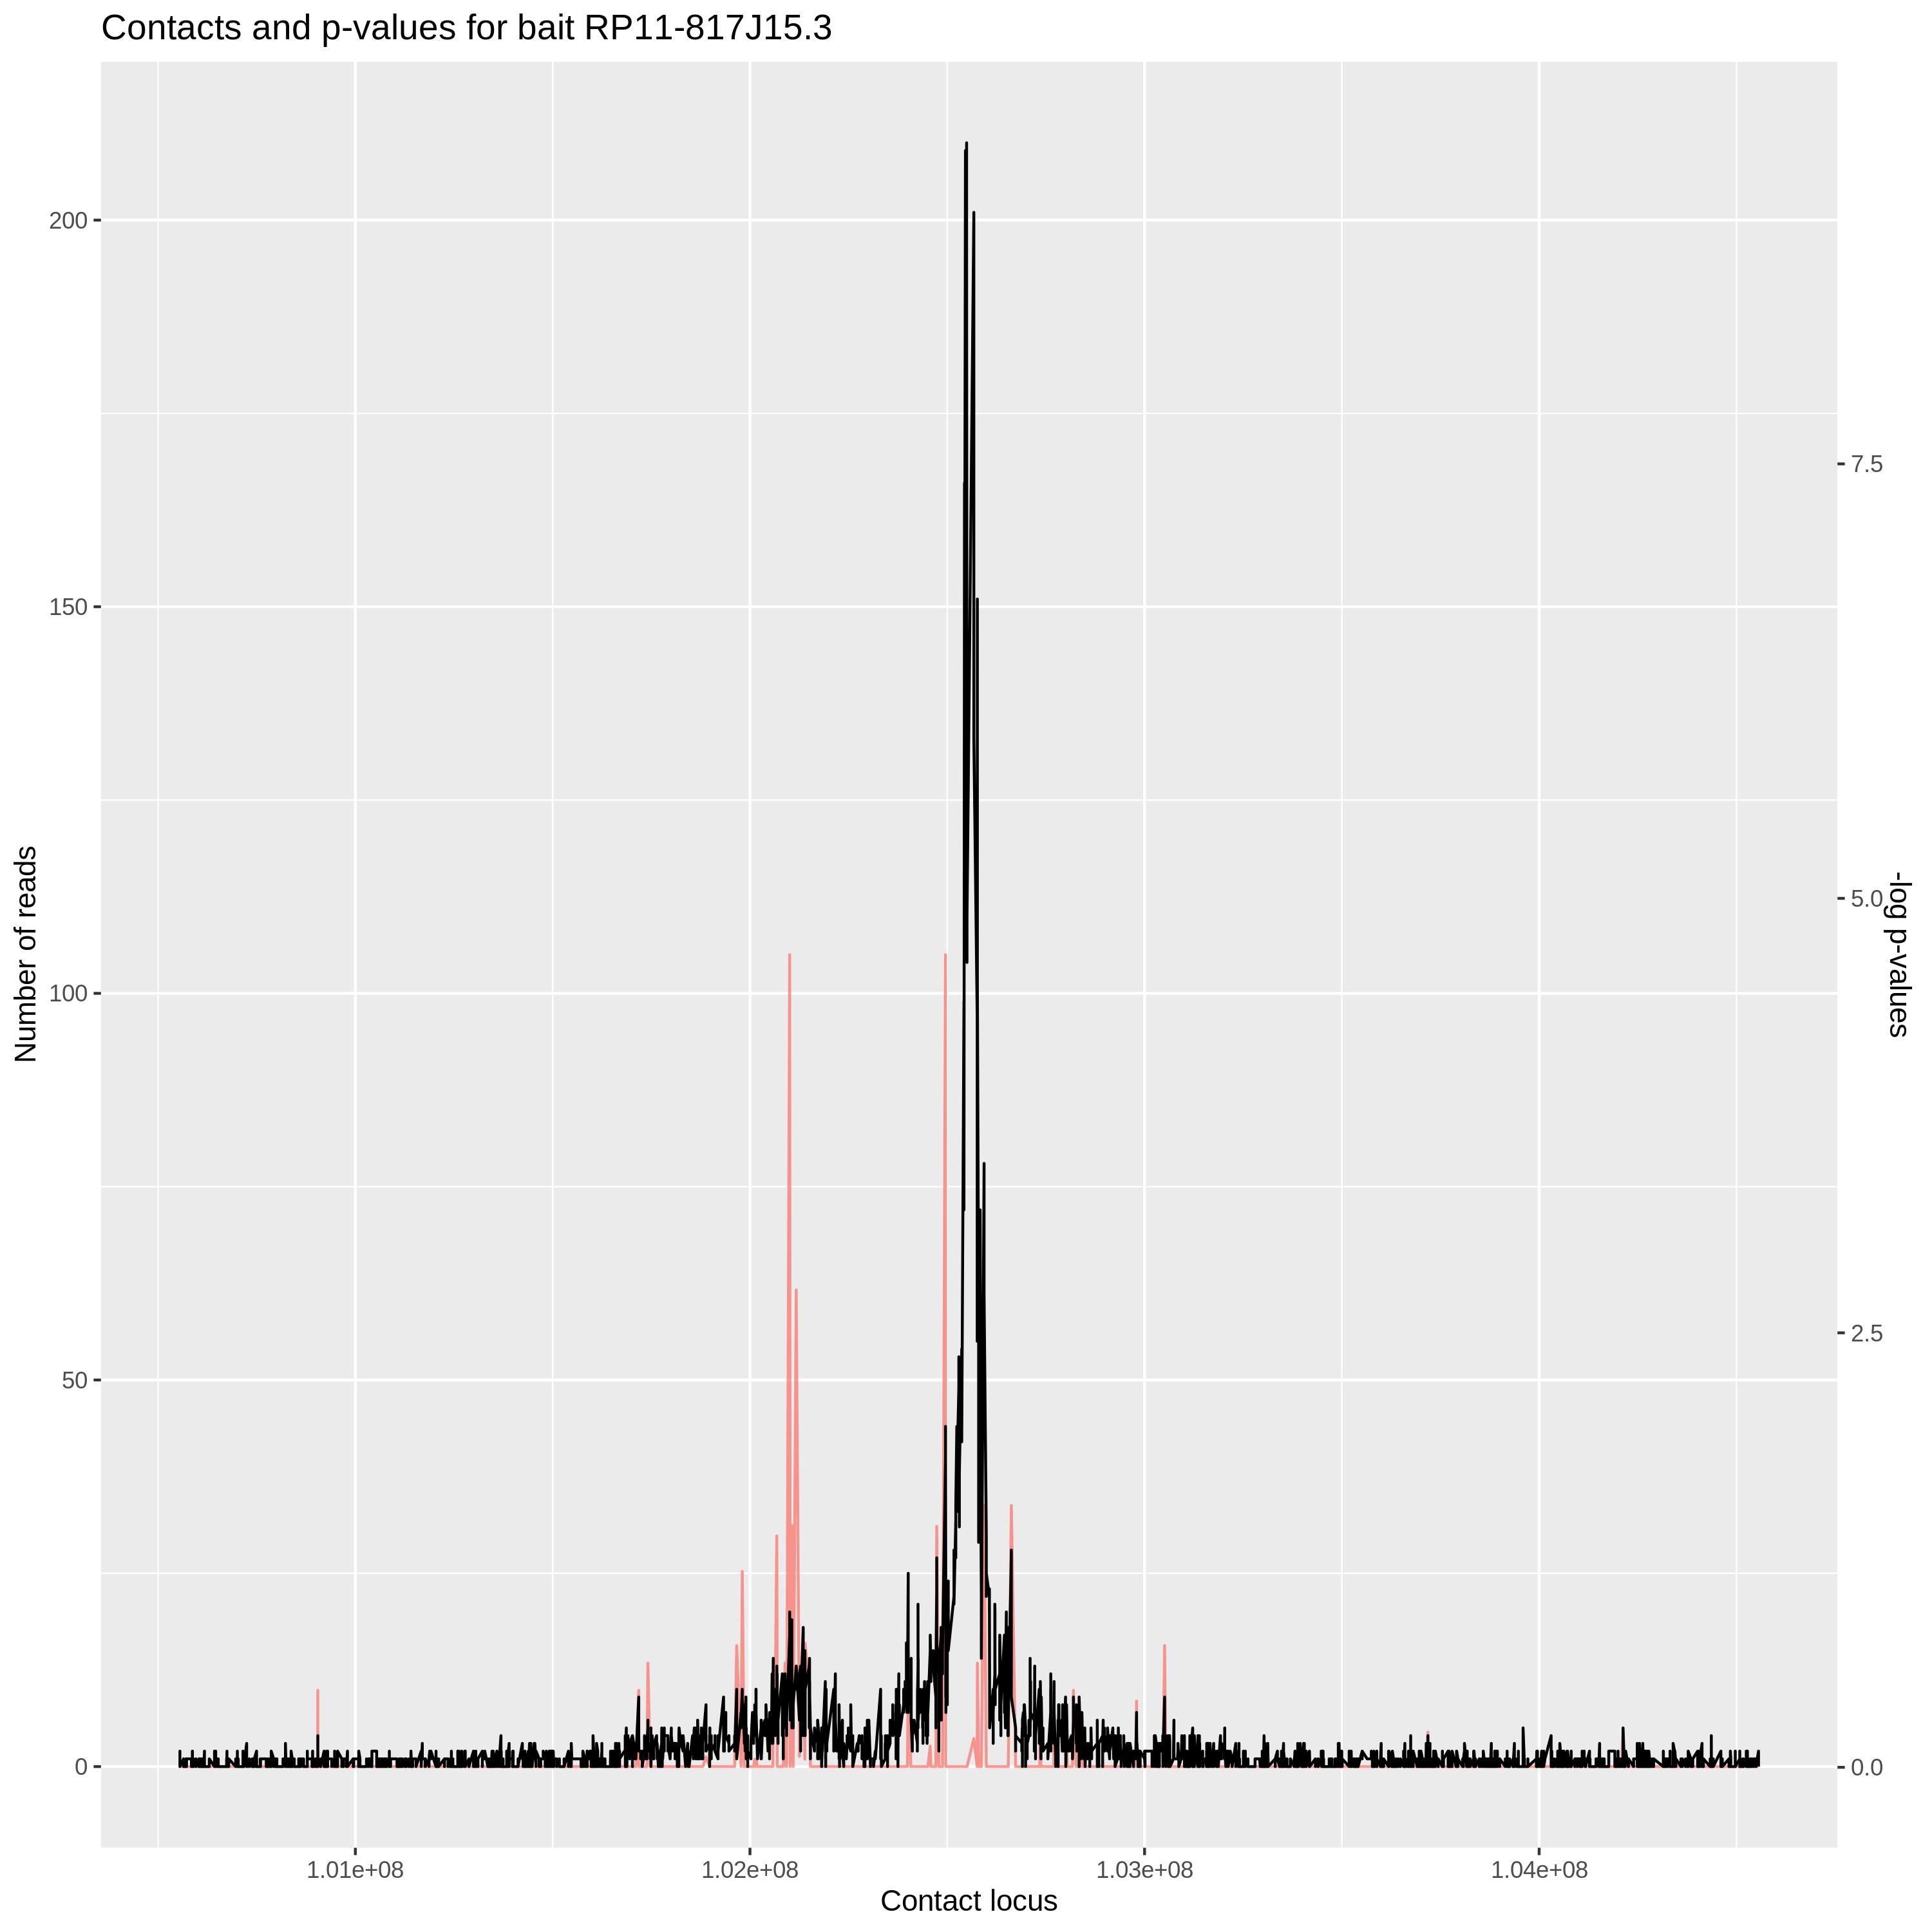 Contacts and p-values for bait RP11-817J15.3
200
150
100
50
0
Number of reads
7.5
5.0
2.5
0.0
-log p-values
1.01e+08
1.02e+08
1.03e+08
1.04e+08
Contact locus